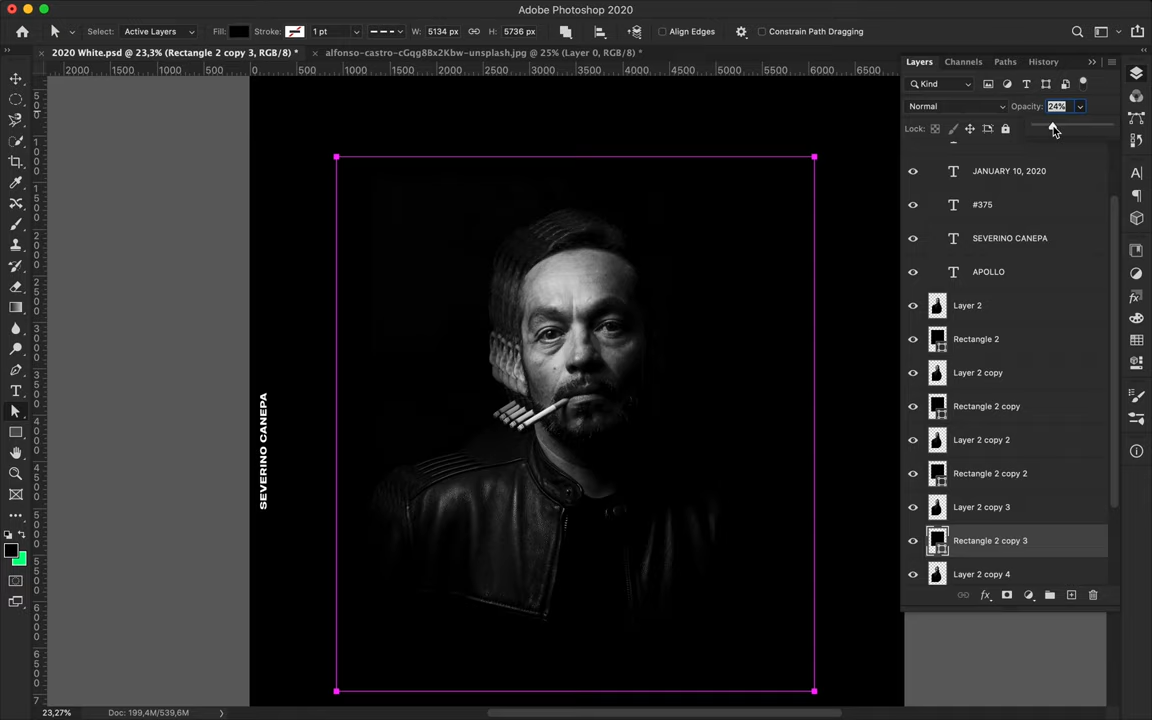 Adobe Photoshop 2020
Select: Active Layers Fill: Stroke: 1 pt W: 5134 px H: 5736 px Align Edges Constrain Path Dragging
2020 White.psd @ 23,3% (Rectangle 2 copy 3, RGB/8) * alfonso-castro-cGqg8Bx2Kbw-unsplash.jpg @ 25% (Layer 0, RGB/8) *
Layers Channels Paths History
2000 1500 1000 500 0 500 1000 1500 2000 2500 3000 3500 4000 4500 5000 5500 6000 6500
Kind
Normal Opacity: 24%
Lock:
JANUARY 10, 2020
#375
SEVERINO CANEPA
APOLLO
Layer 2
Rectangle 2
Layer 2 copy
Rectangle 2 copy
Layer 2 copy 2
Rectangle 2 copy 2
Layer 2 copy 3
Rectangle 2 copy 3
Layer 2 copy 4
SEVERINO CANEPA
23,27% Doc: 199,4M/539,6M